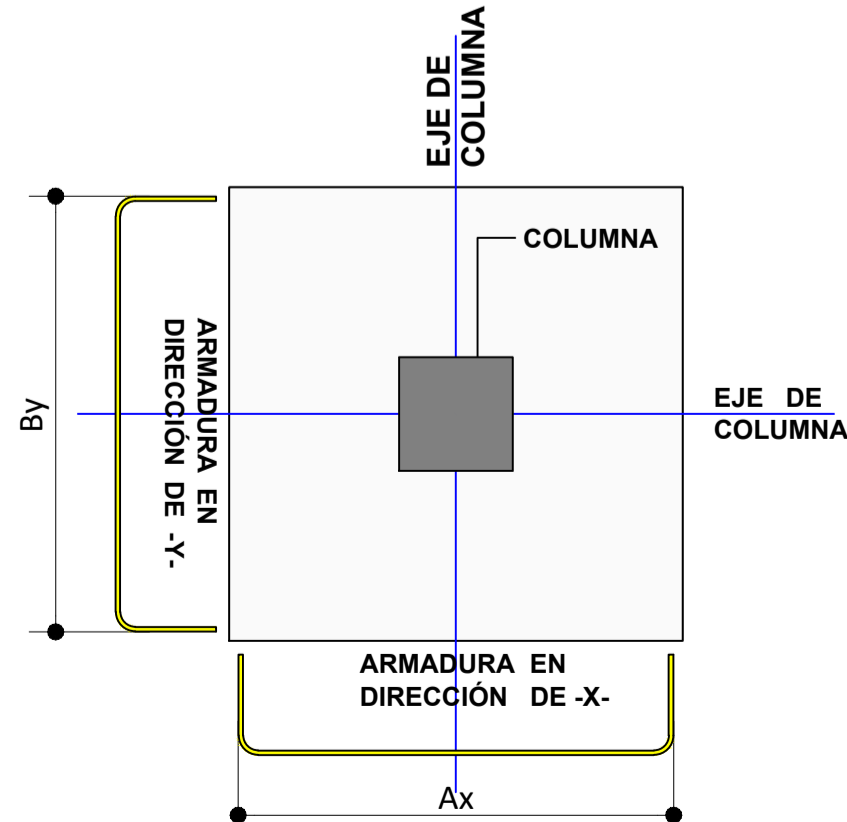 EJE DE
COLUMNA
COLUMNA
EJE DE
COLUMNA
ARMADURA EN
DIRECCIÓN DE -Y-
By
ARMADURA EN
DIRECCIÓN DE -X-
Ax